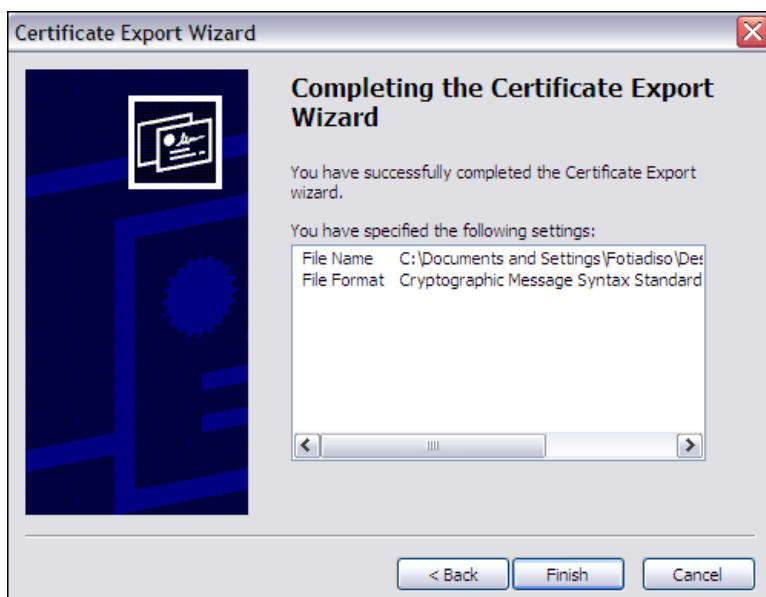 Certificate Export Wizard
Completing the Certificate Export
Wizard
You have successfully completed the Certificate Export
wizard.
You have specified the following settings:
File Name C:\Documents and Settings\Fotiadiso\Des
File Format Cryptographic Message Syntax Standard
< Back Finish Cancel